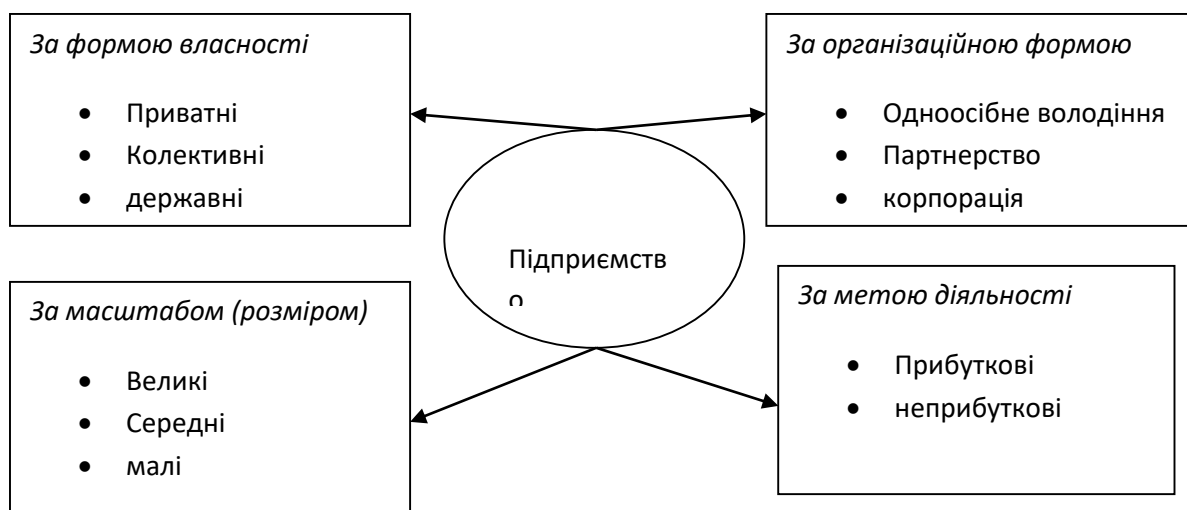 За формою власності
• Приватні
• Колективні
• державні
За організаційною формою
• Одноосібне володіння
• Партнерство
• корпорація
Підприємств
о
За масштабом (розміром)
• Великі
• Середні
• малі
За метою діяльності
• Прибуткові
• неприбуткові